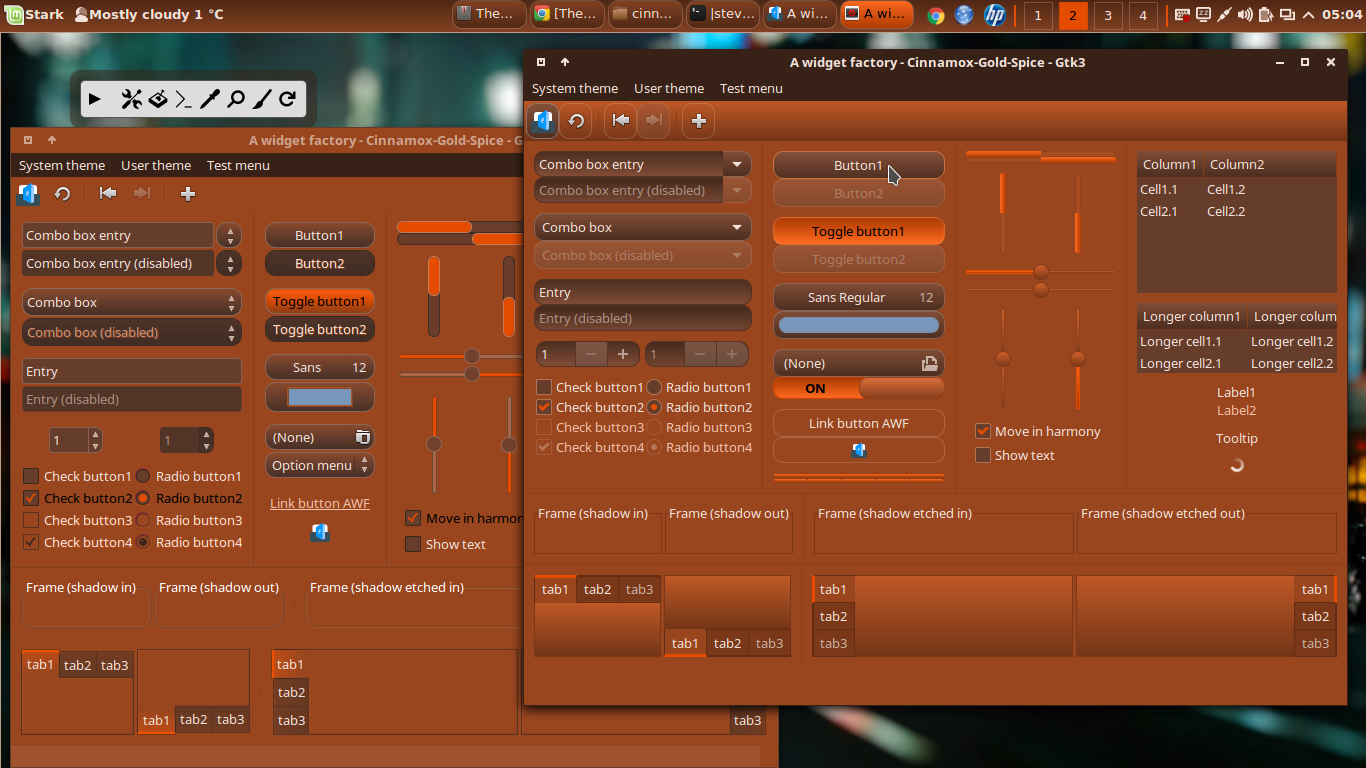 Stark
Mostly cloudy 1 °C
The...
[The...
cinn...
|stev...
A wi...
A wi...
hp
1
2
3
4
05:04
A widget factory - Cinnamox-Gold-Spice - G
System theme
User theme
Test menu
Combo box entry
Combo box entry (disabled)
Combo box
Combo box (disabled)
Entry
Entry (disabled)
1
1
Check button1
Radio button1
Check button2
Radio button2
Check button3
Radio button3
Check button4
Radio button4
Button1
Button2
Toggle button1
Toggle button2
Sans 12
(None)
Option menu
Link button AWF
Move in harmon
Show text
Frame (shadow in)
Frame (shadow out)
Frame (shadow etched in)
tab1
tab2
tab3
tab1
tab2
tab3
tab1
tab2
tab3
tab3
A widget factory - Cinnamox-Gold-Spice - Gtk3
System theme
User theme
Test menu
Combo box entry
Combo box entry (disabled)
Combo box
Combo box (disabled)
Entry
Entry (disabled)
1
1
Check button1
Radio button1
Check button2
Radio button2
Check button3
Radio button3
Check button4
Radio button4
Button1
Button2
Toggle button1
Toggle button2
Sans Regular 12
(None)
ON
Link button AWF
Move in harmony
Show text
Column1
Column2
Cell1.1
Cell1.2
Cell2.1
Cell2.2
Longer column1
Longer colum
Longer cell1.1
Longer cell1.2
Longer cell2.1
Longer cell2.2
Label1
Label2
Tooltip
Frame (shadow in)
Frame (shadow out)
Frame (shadow etched in)
Frame (shadow etched out)
tab1
tab2
tab3
tab1
tab2
tab3
tab1
tab2
tab3
tab1
tab2
tab3